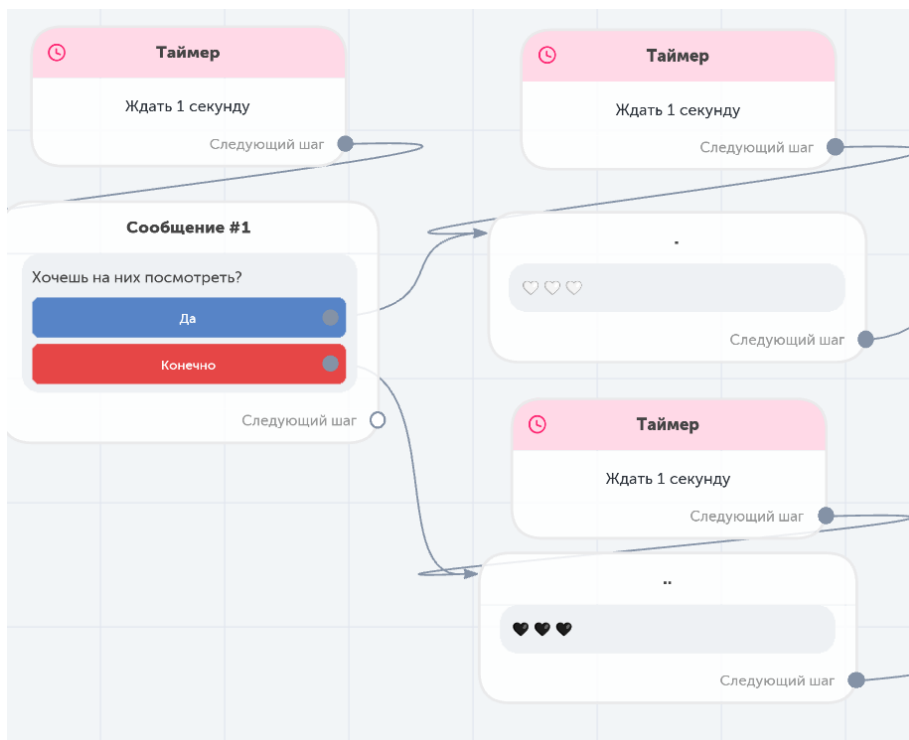 Таймер
Ждать 1 секунду
Следующий шаг
Сообщение #1
Хочешь на них посмотреть?
Да
Конечно
Следующий шаг
Таймер
Ждать 1 секунду
Следующий шаг
.
🤍🤍🤍
Следующий шаг
Таймер
Ждать 1 секунду
Следующий шаг
..
🖤🖤🖤
Следующий шаг